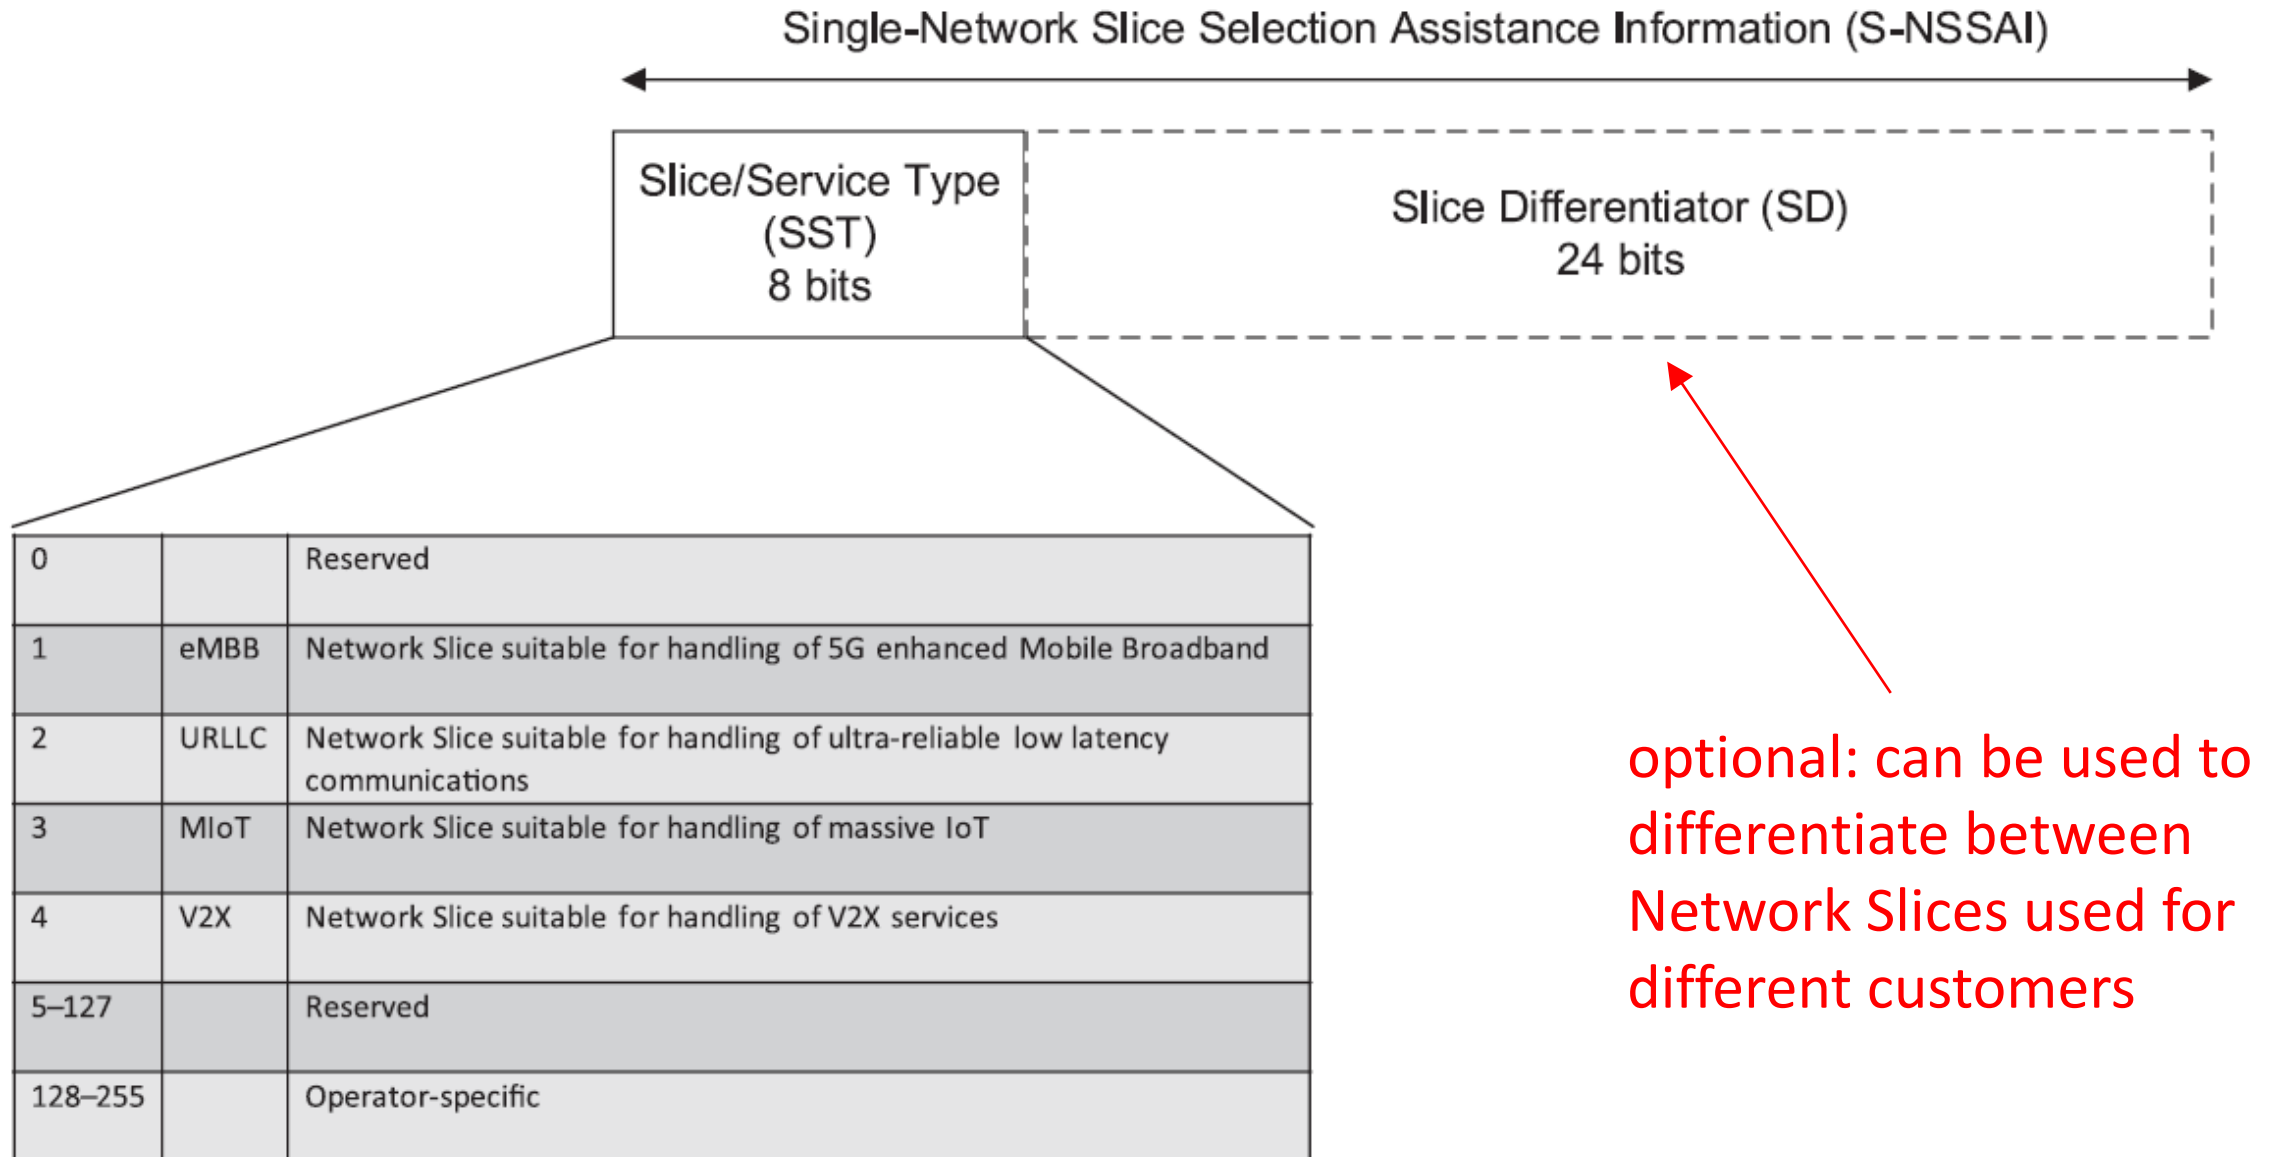 Single-Network Slice Selection Assistance Information (S-NSSAI)
Slice/Service Type
(SST)
8 bits
Slice Differentiator (SD)
24 bits
0 Reserved
1 eMBB Network Slice suitable for handling of 5G enhanced Mobile Broadband
2 URLLC Network Slice suitable for handling of ultra-reliable low latency
communications
3 MIoT Network Slice suitable for handling of massive IoT
4 V2X Network Slice suitable for handling of V2X services
5–127 Reserved
128–255 Operator-specific
optional: can be used to
differentiate between
Network Slices used for
different customers